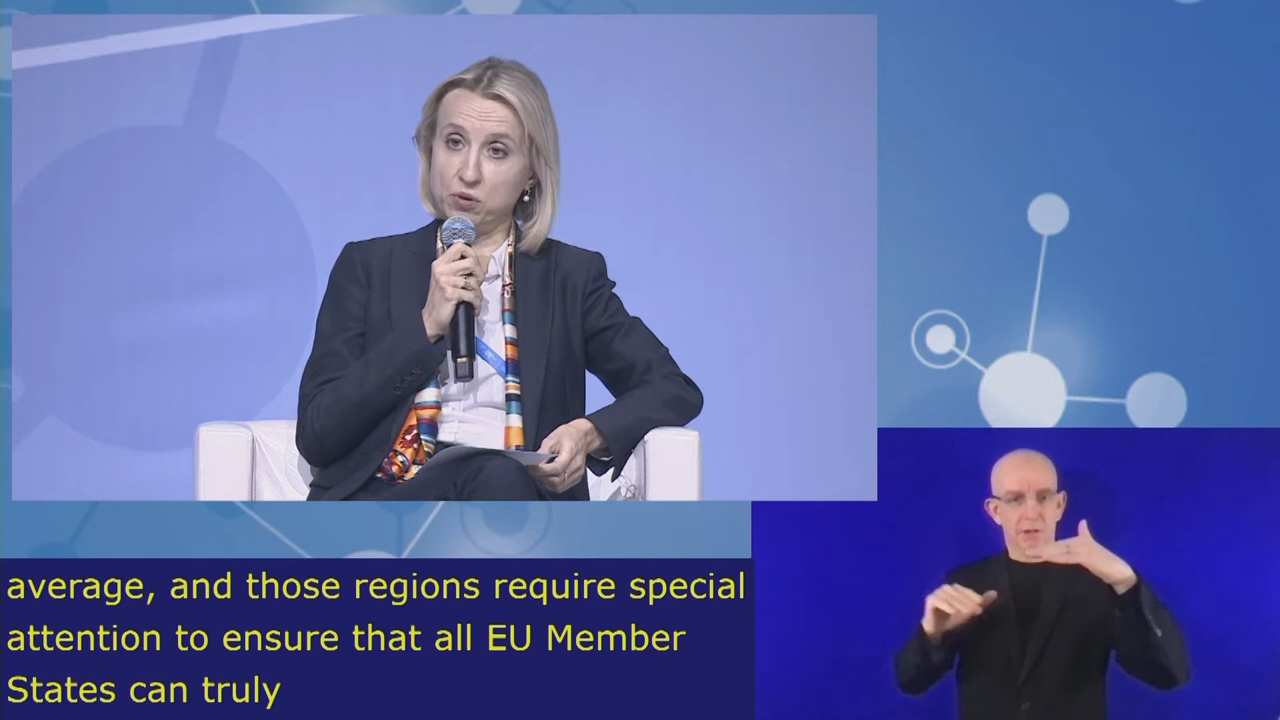 average, and those regions require special
attention to ensure that all EU Member
States can truly